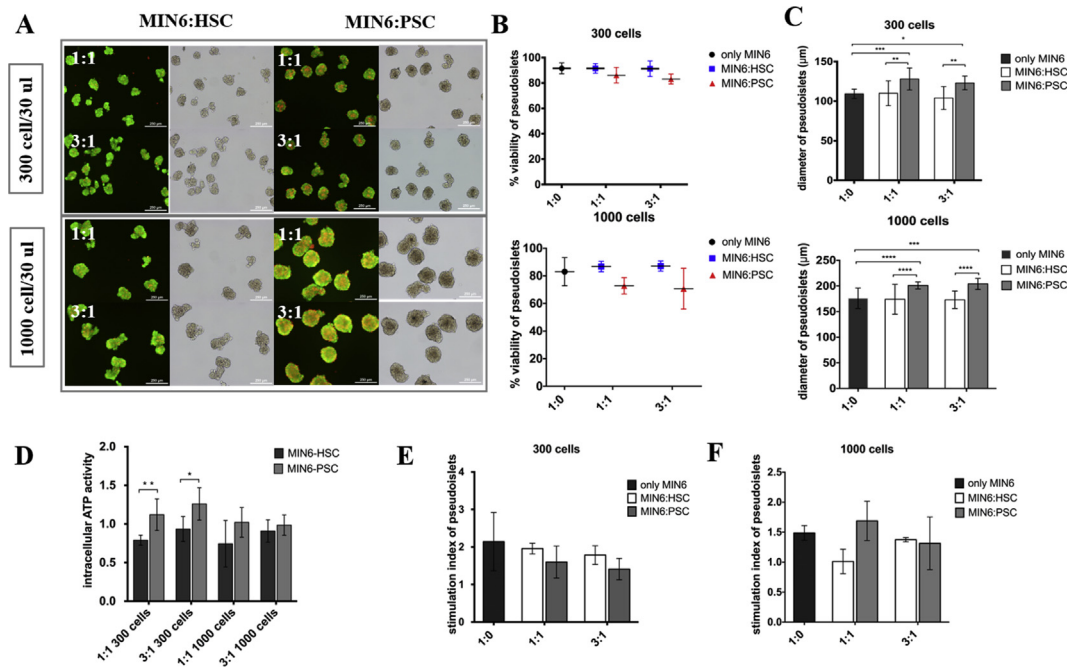 A
MIN6:HSC
MIN6:PSC
300 cell/30 ul
1000 cell/30 ul
1:1
1:1
3:1
3:1
1:1
1:1
3:1
3:1
B
300 cells
% viability of pseudoislets
100
80
60
40
20
0
1:0
1:1
3:1
only MIN6
MIN6:HSC
MIN6:PSC
1000 cells
% viability of pseudoislets
100
80
60
40
20
0
1:0
1:1
3:1
only MIN6
MIN6:HSC
MIN6:PSC
C
300 cells
diameter of pseudoislets (µm)
150
100
50
0
*
***
**
**
1:0
1:1
3:1
only MIN6
MIN6:HSC
MIN6:PSC
1000 cells
diameter of pseudoislets (µm)
250
200
150
100
50
0
***
****
****
****
1:0
1:1
3:1
only MIN6
MIN6:HSC
MIN6:PSC
D
intracellular ATP activity
2.0
1.5
1.0
0.5
0.0
* *
*
1:1 300 cells
3:1 300 cells
1:1 1000 cells
3:1 1000 cells
MIN6-HSC
MIN6-PSC
E
300 cells
stimulation index of pseudoislets
4
3
2
1
0
1:0
1:1
3:1
only MIN6
MIN6:HSC
MIN6:PSC
F
1000 cells
stimulation index of pseudoislets
2.5
2.0
1.5
1.0
0.5
0.0
1:0
1:1
3:1
only MIN6
MIN6:HSC
MIN6:PSC